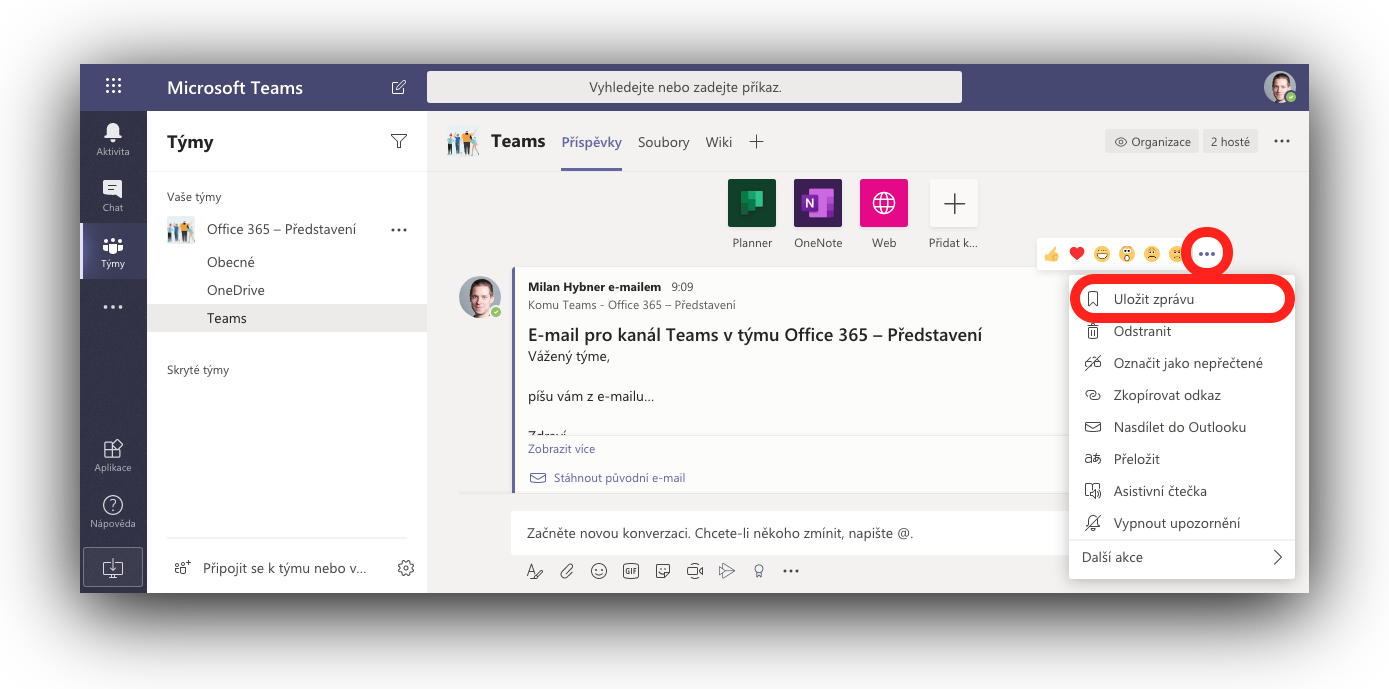 Microsoft Teams
Vyhledejte nebo zadejte příkaz.
Aktivita
Chat
Týmy
Aplikace
Nápověda
Týmy
Vaše týmy
Office 365 – Představení
Obecné
OneDrive
Teams
Skryté týmy
Připojit se k týmu nebo v...
Teams
Příspěvky
Soubory
Wiki
Organizace
2 hosté
Planner
OneNote
Web
Přidat k...
Milan Hybner e-mailem 9:09
Komu Teams - Office 365 – Představení
E-mail pro kanál Teams v týmu Office 365 – Představení
Vážený týme,
píšu vám z e-mailu...
Zdraví
Zobrazit více
Stáhnout původní e-mail
Začněte novou konverzaci. Chcete-li někoho zmínit, napište @.
GIF
Uložit zprávu
Odstranit
Označit jako nepřečtené
Zkopírovat odkaz
Nasdílet do Outlooku
Přeložit
Asistivní čtečka
Vypnout upozornění
Další akce